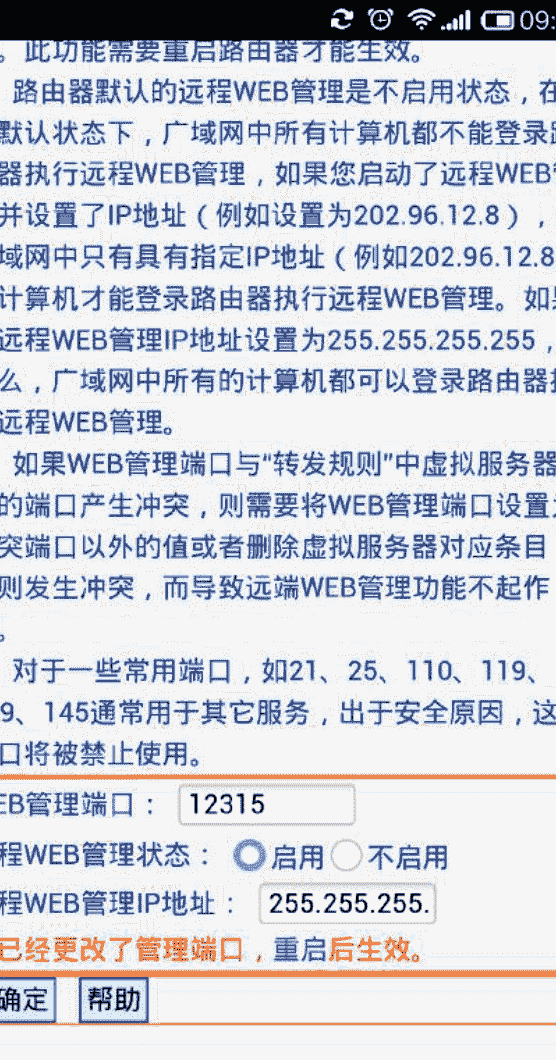 09:
。此功能需要重启路由器才能生效。
路由器默认的远程WEB管理是不启用状态，在
默认状态下，广域网中所有计算机都不能登录路
器执行远程WEB管理，如果您启动了远程WEB
并设置了IP地址（例如设置为202.96.12.8），
域网中只有具有指定IP地址（例如202.96.12.8
计算机才能登录路由器执行远程WEB管理。如果
远程WEB管理IP地址设置为255.255.255.255，
么，广域网中所有的计算机都可以登录路由器执
远程WEB管理。
如果WEB管理端口与“转发规则”中虚拟服务器
的端口产生冲突，则需要将WEB管理端口设置为
突端口以外的值或者删除虚拟服务器对应条目
则发生冲突，而导致远端WEB管理功能不起作
。
对于一些常用端口，如21、25、110、119、
9、145通常用于其它服务，出于安全原因，这
口将被禁止使用。
EB管理端口： 12315
程WEB管理状态： 启用 不启用
程WEB管理IP地址： 255.255.255.
已经更改了管理端口，重启后生效。
确定 帮助